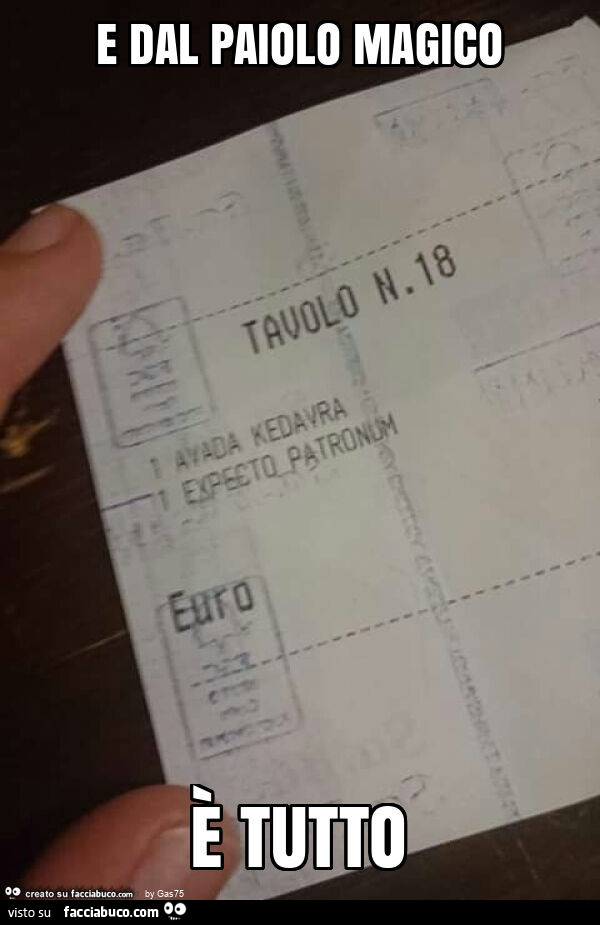 E DAL PAIOLO MAGICO
TAVOLO N.18
1 AVADA KEDAVRA
1 EXPECTO PATRONUM
Euro
È TUTTO
creato su facciabuco.com by Gas75
visto su facciabuco.com